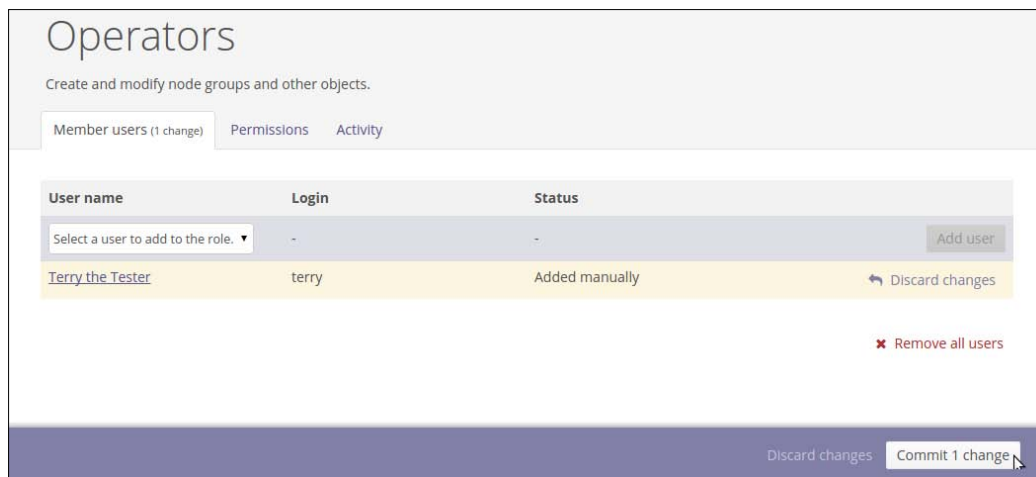 Operators
Create and modify node groups and other objects.
Member users (1 change) Permissions Activity
User name Login Status
Select a user to add to the role. - - Add user
Terry the Tester terry Added manually Discard changes
Remove all users
Discard changes Commit 1 change